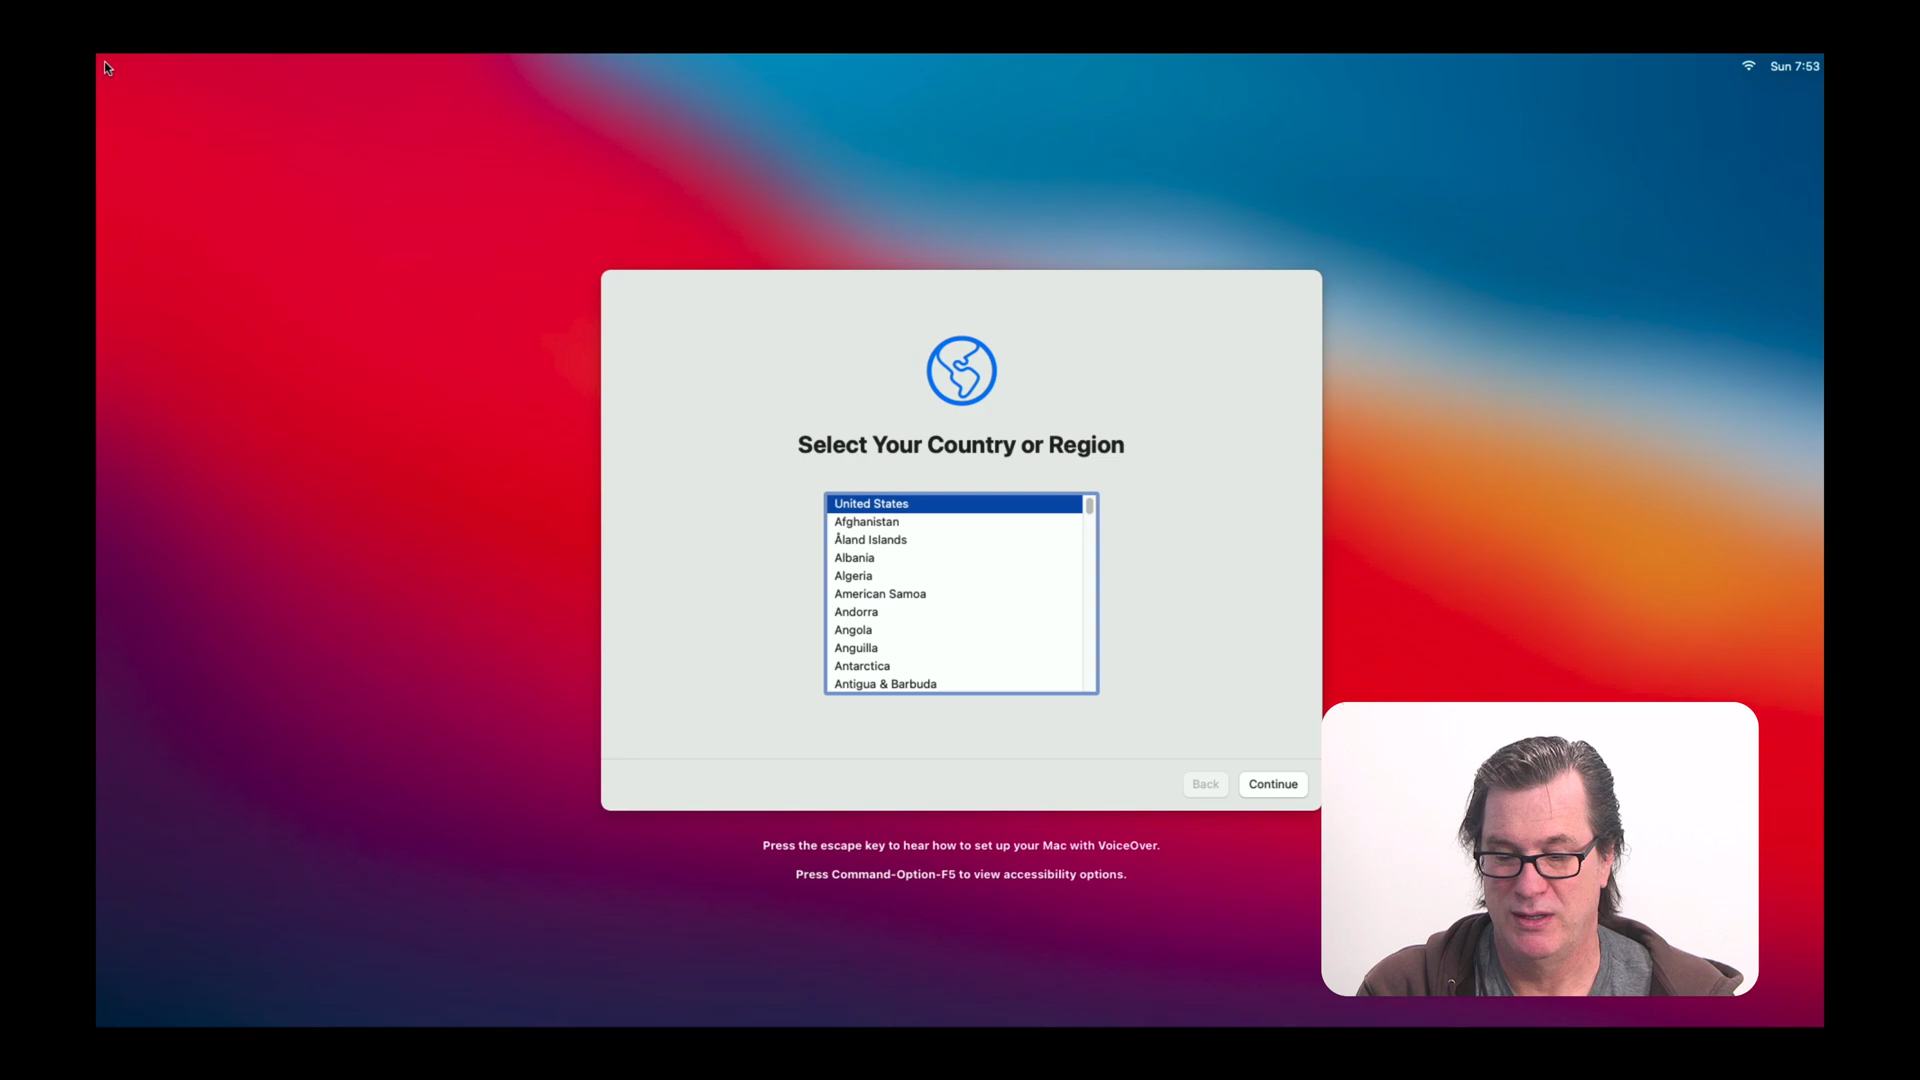 Sun 7:53
Select Your Country or Region
United States
Afghanistan
Åland Islands
Albania
Algeria
American Samoa
Andorra
Angola
Anguilla
Antarctica
Antigua & Barbuda
Back
Continue
Press the escape key to hear how to set up your Mac with VoiceOver.
Press Command-Option-F5 to view accessibility options.